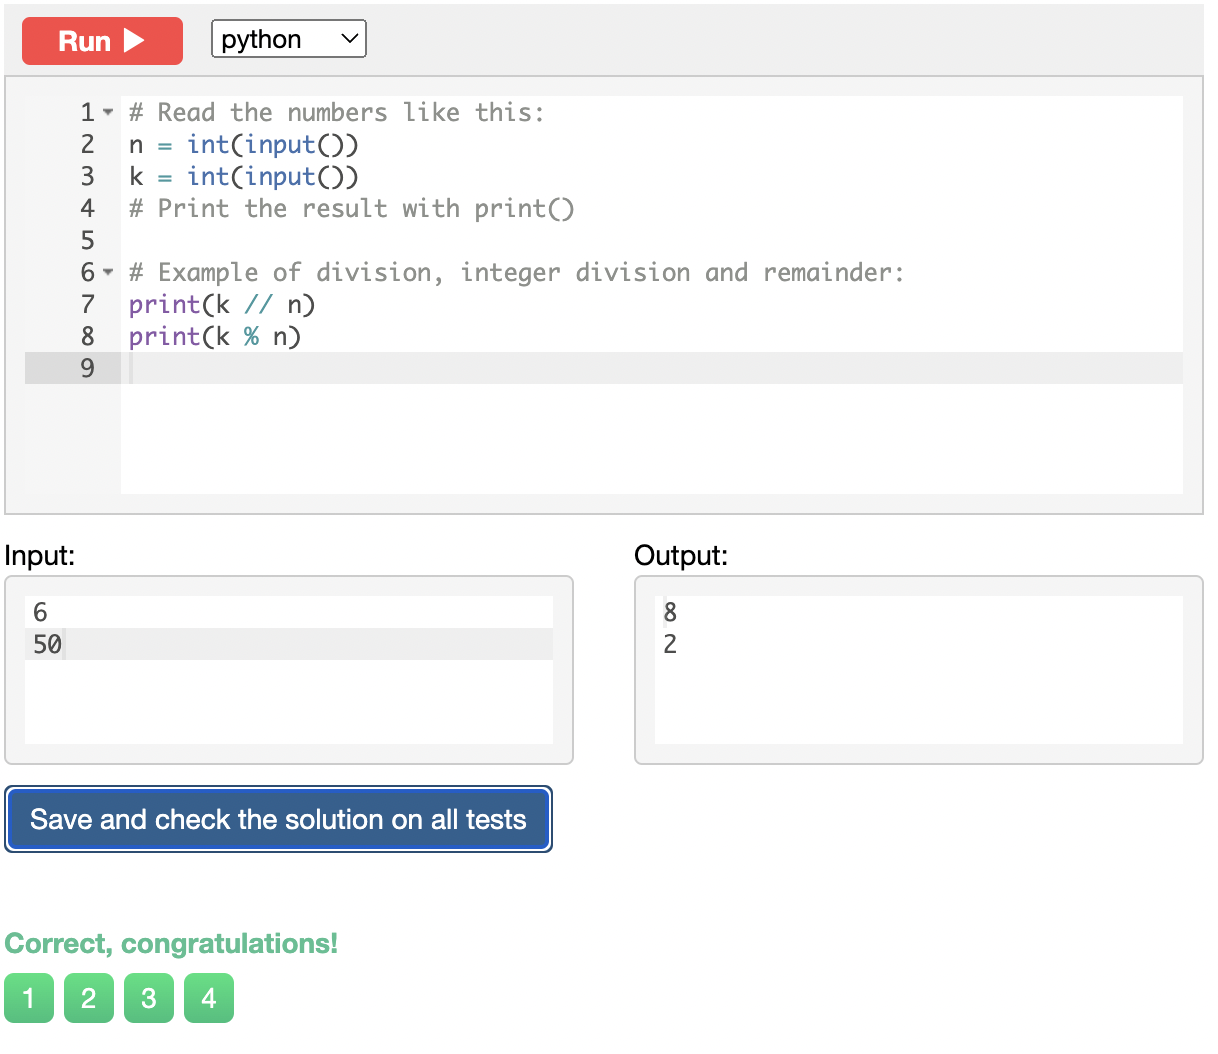 Run ▶ python
1 # Read the numbers like this:
2 n = int(input())
3 k = int(input())
4 # Print the result with print()
5
6 # Example of division, integer division and remainder:
7 print(k // n)
8 print(k % n)
9
Input:
6
50
Output:
8
2
Save and check the solution on all tests
Correct, congratulations!
1 2 3 4